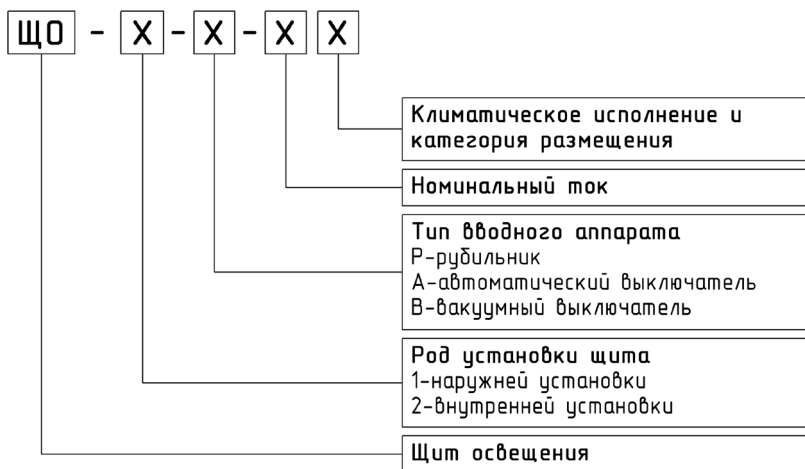 ЩО - X - X - X X
Климатическое исполнение и
категория размещения
Номинальный ток
Тип вводного аппарата
Р-рубильник
А-автоматический выключатель
В-вакуумный выключатель
Род установки щита
1-наружней установки
2-внутренней установки
Щит освещения